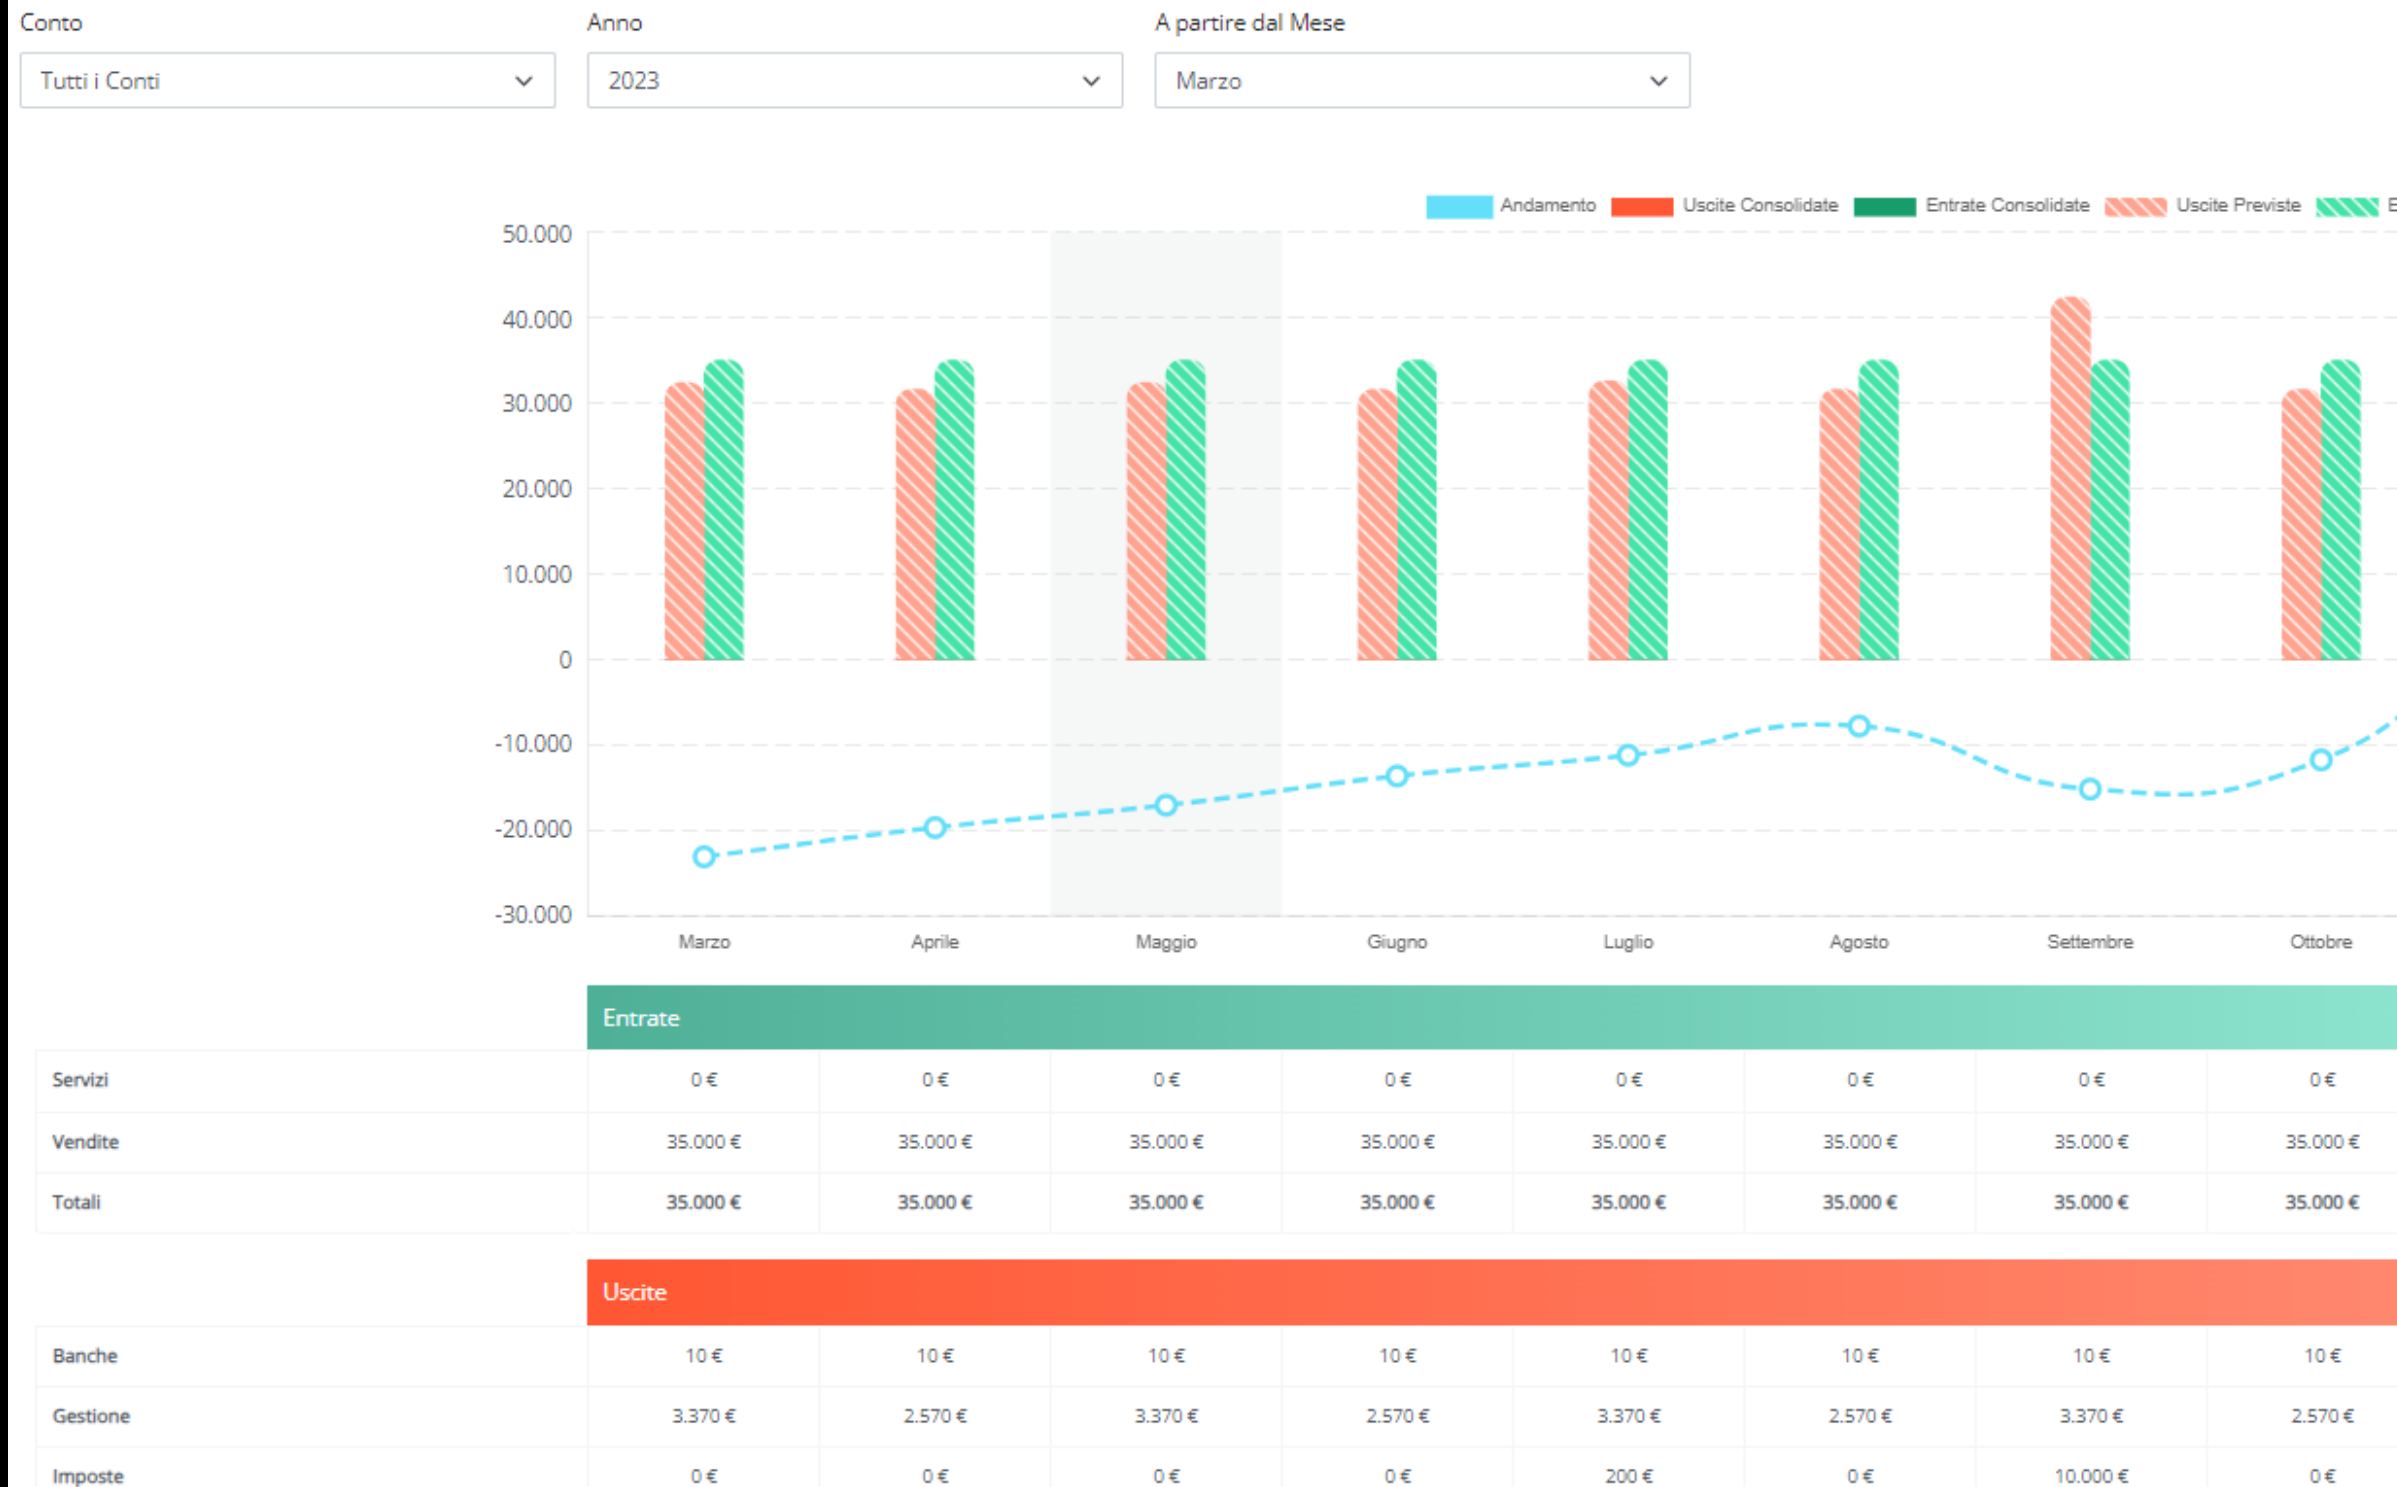 Conto Anno A partire dal Mese
Tutti i Conti 2023 Marzo
Andamento Uscite Consolidate Entrate Consolidate Uscite Previste E
50.000
40.000
30.000
20.000
10.000
0
-10.000
-20.000
-30.000
Marzo Aprile Maggio Giugno Luglio Agosto Settembre Ottobre
Entrate
Servizi 0 € 0 € 0 € 0 € 0 € 0 € 0 € 0 €
Vendite 35.000 € 35.000 € 35.000 € 35.000 € 35.000 € 35.000 € 35.000 € 35.000 €
Totali 35.000 € 35.000 € 35.000 € 35.000 € 35.000 € 35.000 € 35.000 € 35.000 €
Uscite
Banche 10 € 10 € 10 € 10 € 10 € 10 € 10 € 10 €
Gestione 3.370 € 2.570 € 3.370 € 2.570 € 3.370 € 2.570 € 3.370 € 2.570 €
Imposte 0 € 0 € 0 € 0 € 200 € 0 € 10.000 € 0 €